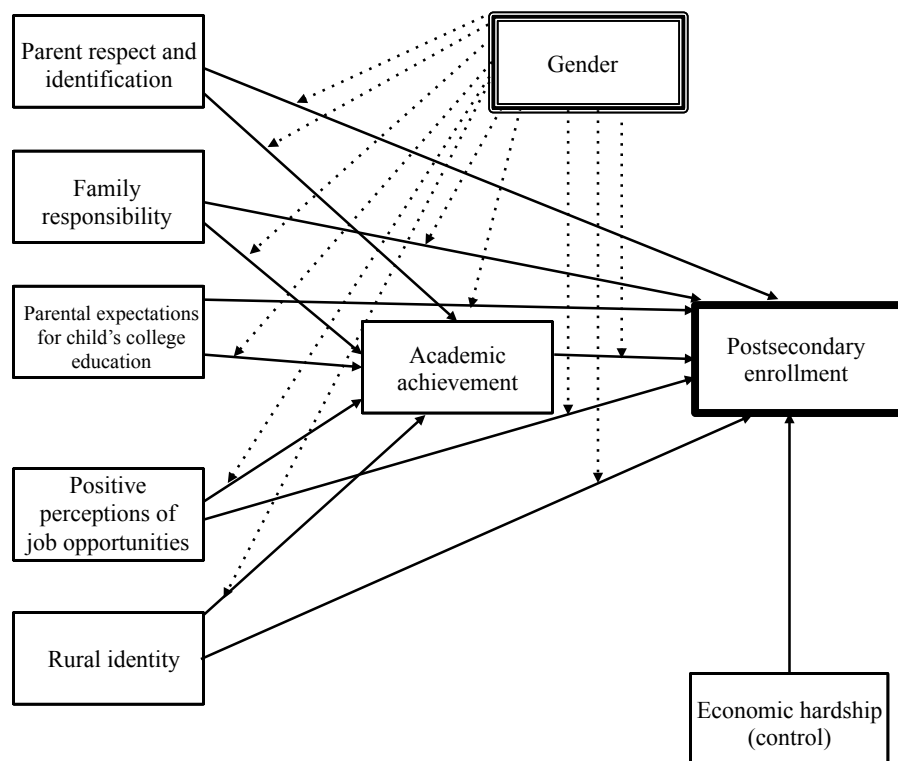 Parent respect and
identification
Gender
Family
responsibility
Parental expectations
for child's college
education
Academic
achievement
Postsecondary
enrollment
Positive
perceptions of
job opportunities
Rural identity
Economic hardship
(control)